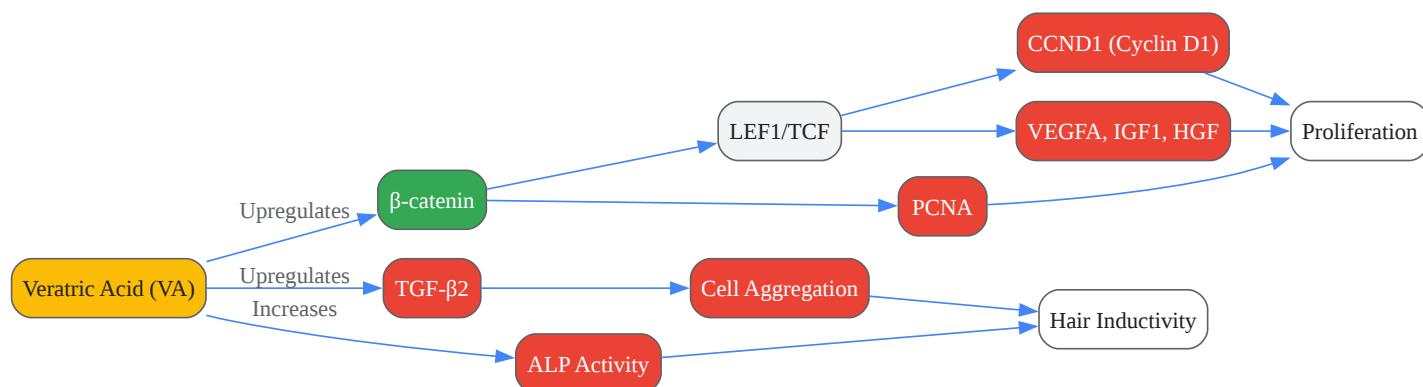 CCND1 (Cyclin D1)
LEF1/TCF
VEGFA, IGF1, HGF
Proliferation
β-catenin
Upregulates
PCNA
Veratric Acid (VA)
Upregulates
TGF-β2
Cell Aggregation
Increases
Hair Inductivity
ALP Activity